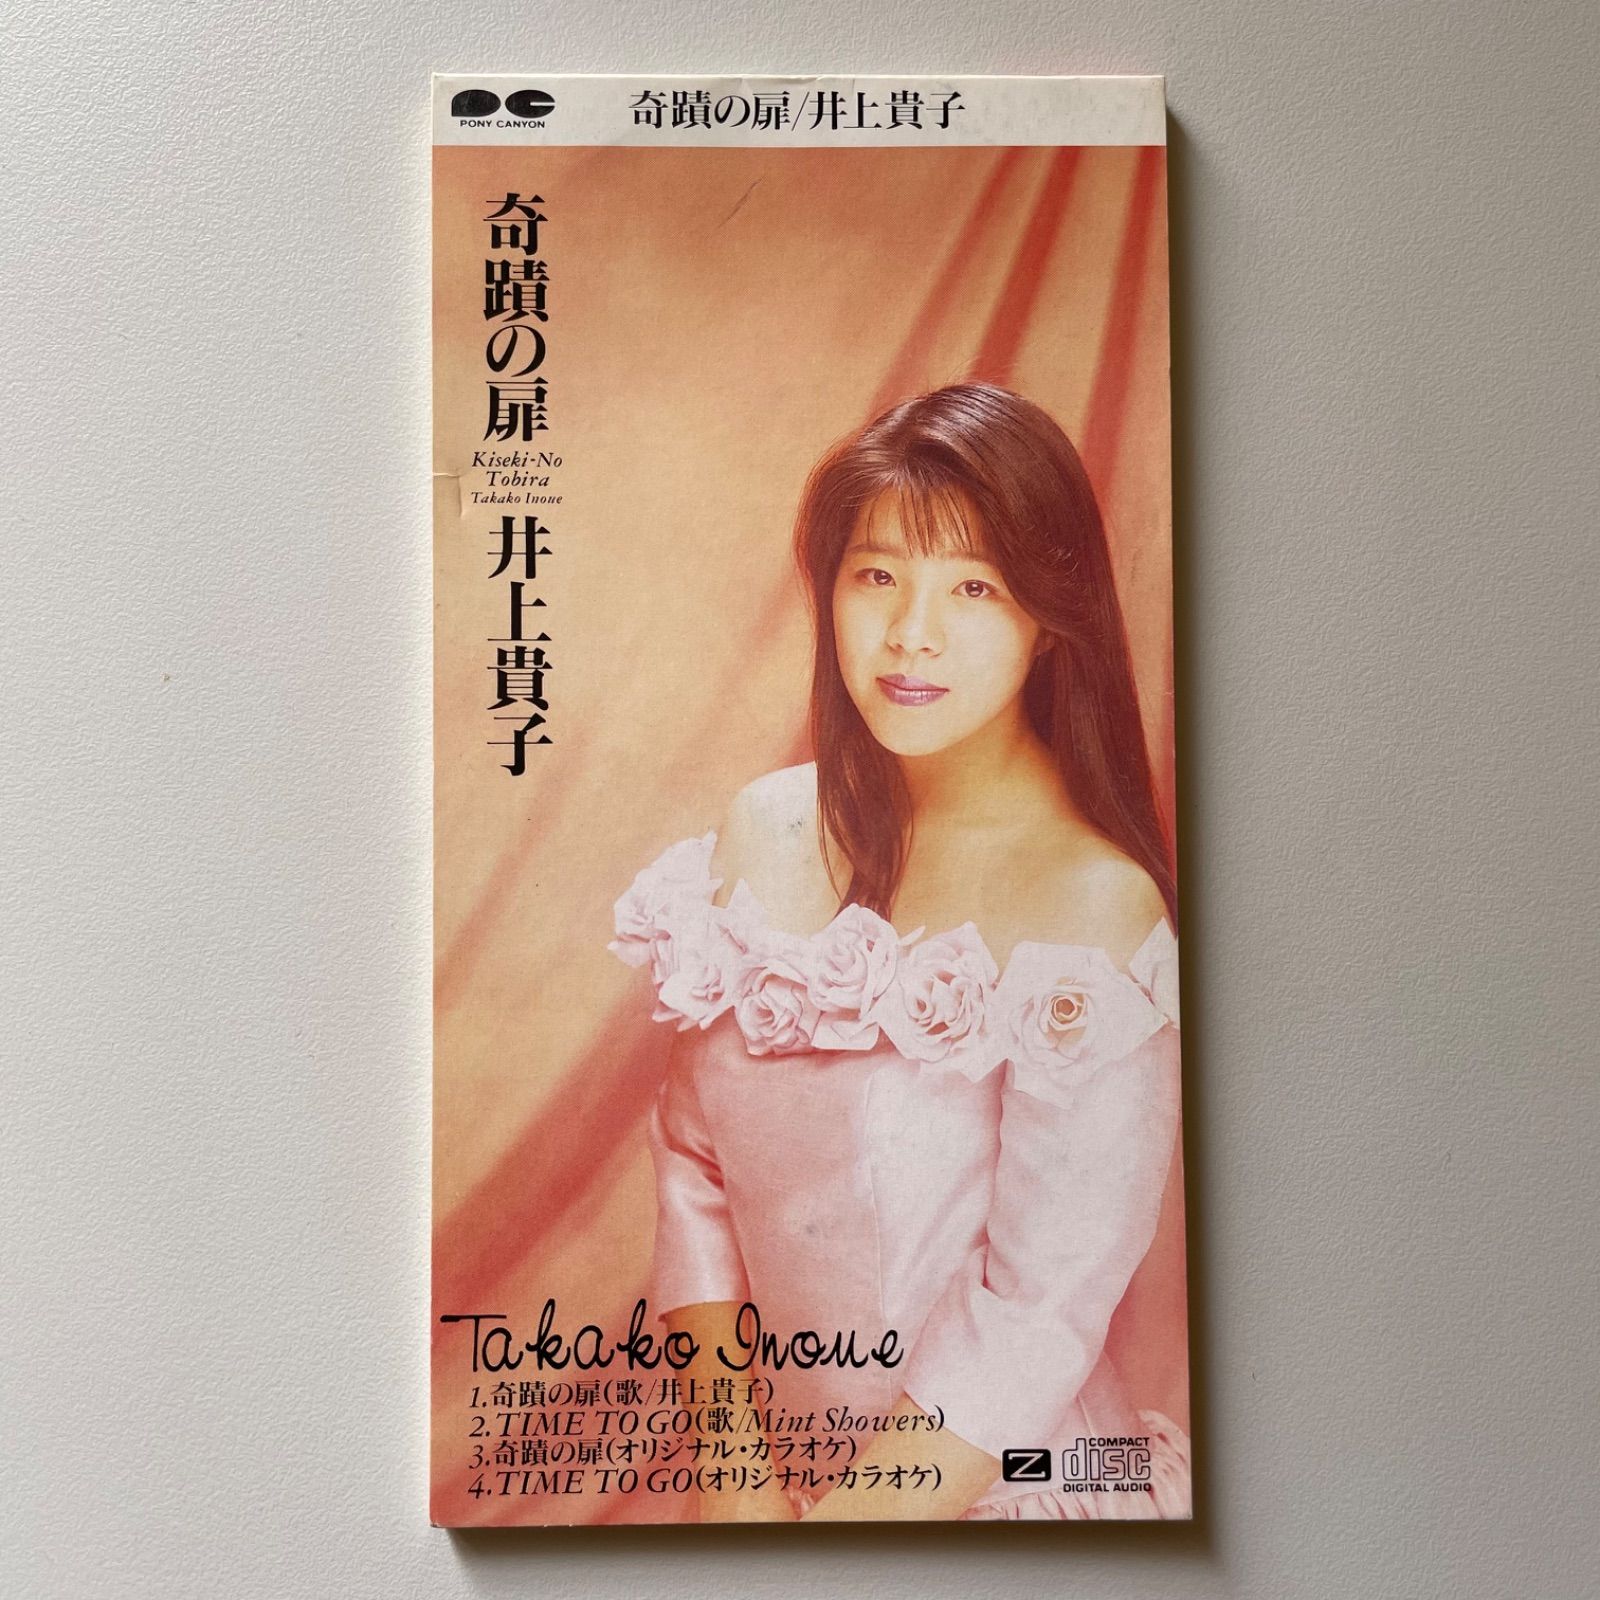 PONY CANYON
奇蹟の扉/井上貴子
奇蹟の扉
Kiseki-No
Tobira
Takako Inoue
井上貴子
Takako Inoue
1.奇蹟の扉(歌/井上貴子)
2.TIME TO GO(歌/Mint Showers)
3.奇蹟の扉(オリジナル・カラオケ)
4.TIME TO GO(オリジナル・カラオケ)
Z
COMPACT
disc
DIGITAL AUDIO